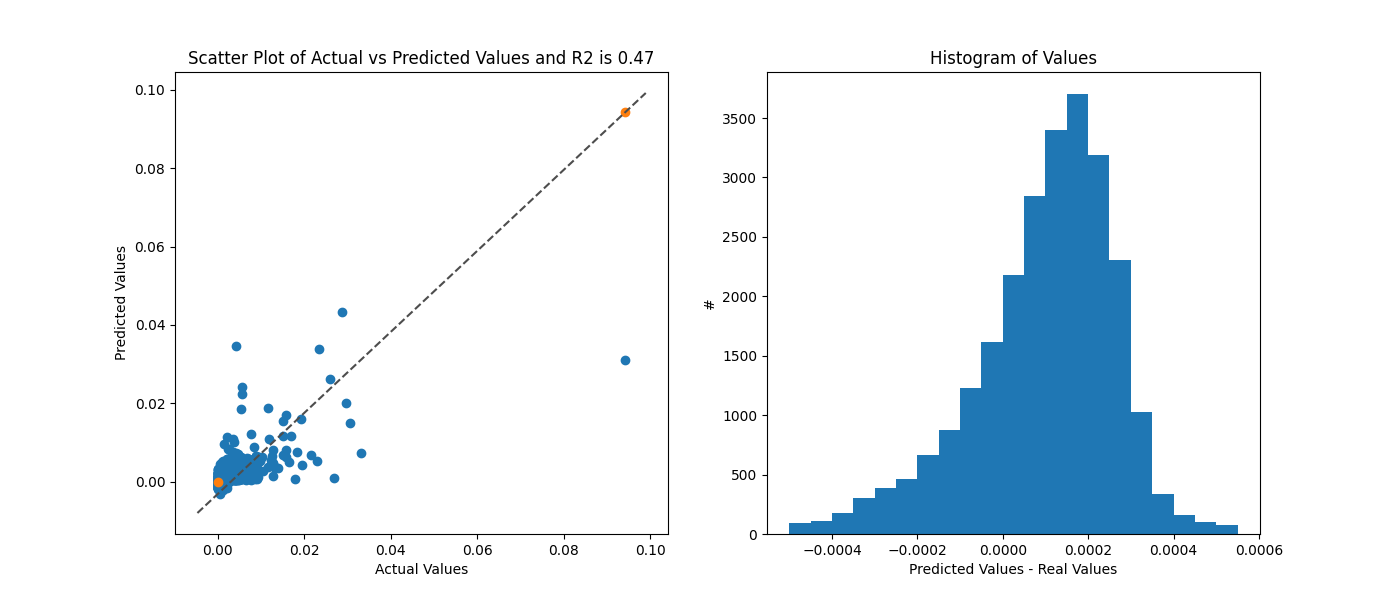 Scatter Plot of Actual vs Predicted Values and R2 is 0.47
0.10
0.08
0.06
0.04
0.02
0.00
Predicted Values
0.00 0.02 0.04 0.06 0.08 0.10
Actual Values
Histogram of Values
3500
3000
2500
2000
1500
1000
500
0
#
−0.0004 −0.0002 0.0000 0.0002 0.0004 0.0006
Predicted Values - Real Values